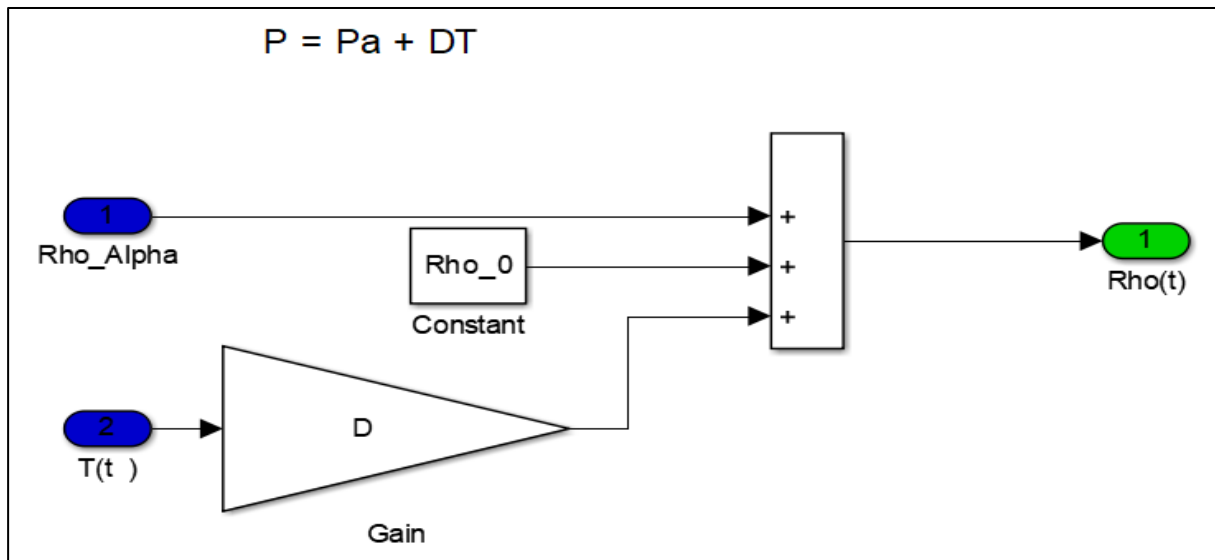 P = Pa + DT
1
Rho_Alpha
+
Rho_0
Constant
+
+
1
Rho(t)
2
T(t )
D
Gain